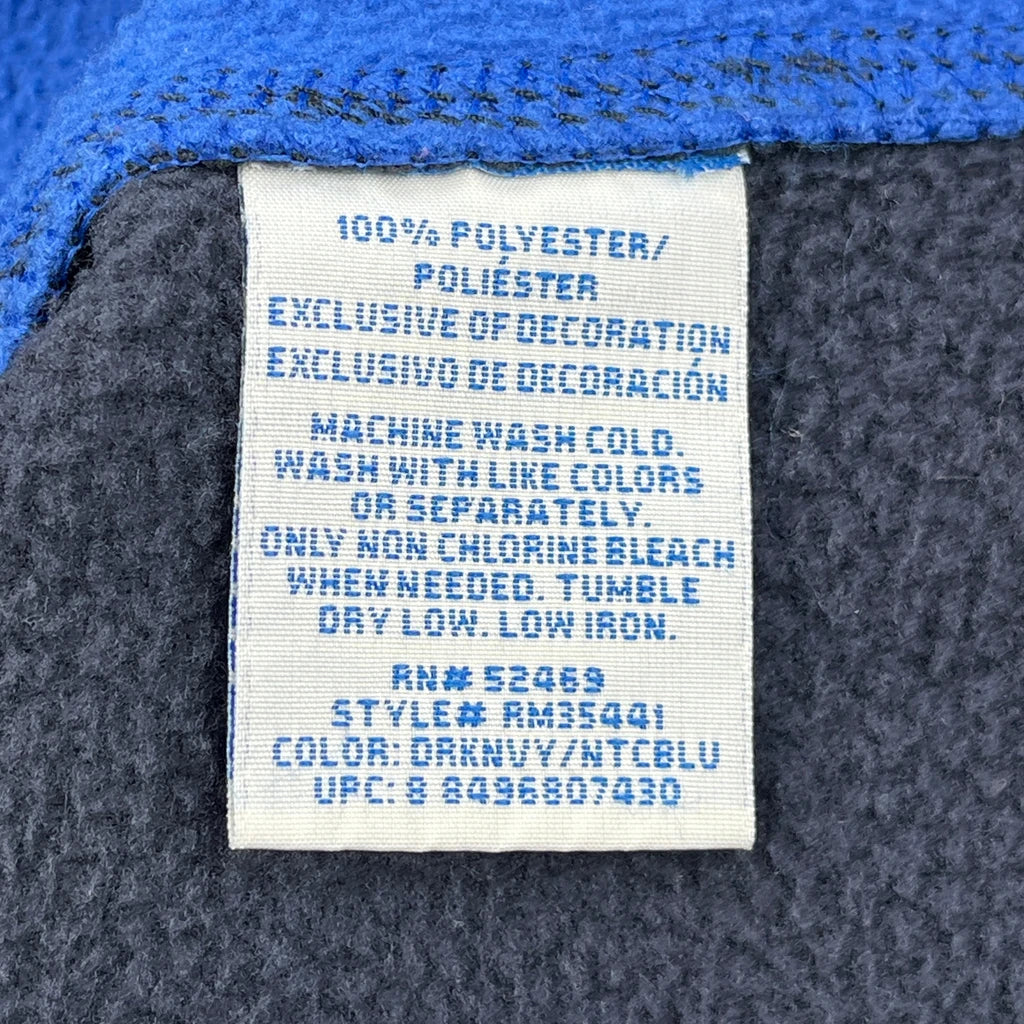 100% POLYESTER/
POLIÉSTER
EXCLUSIVE OF DECORATION
EXCLUSIVO DE DECORACIÓN
MACHINE WASH COLD.
WASH WITH LIKE COLORS
OR SEPARATELY.
ONLY NON CHLORINE BLEACH
WHEN NEEDED. TUMBLE
DRY LOW. LOW IRON.
RN# 52469
STYLE# RM35441
COLOR: DRKNVY/NTCBLU
UPC: 8 8496807430